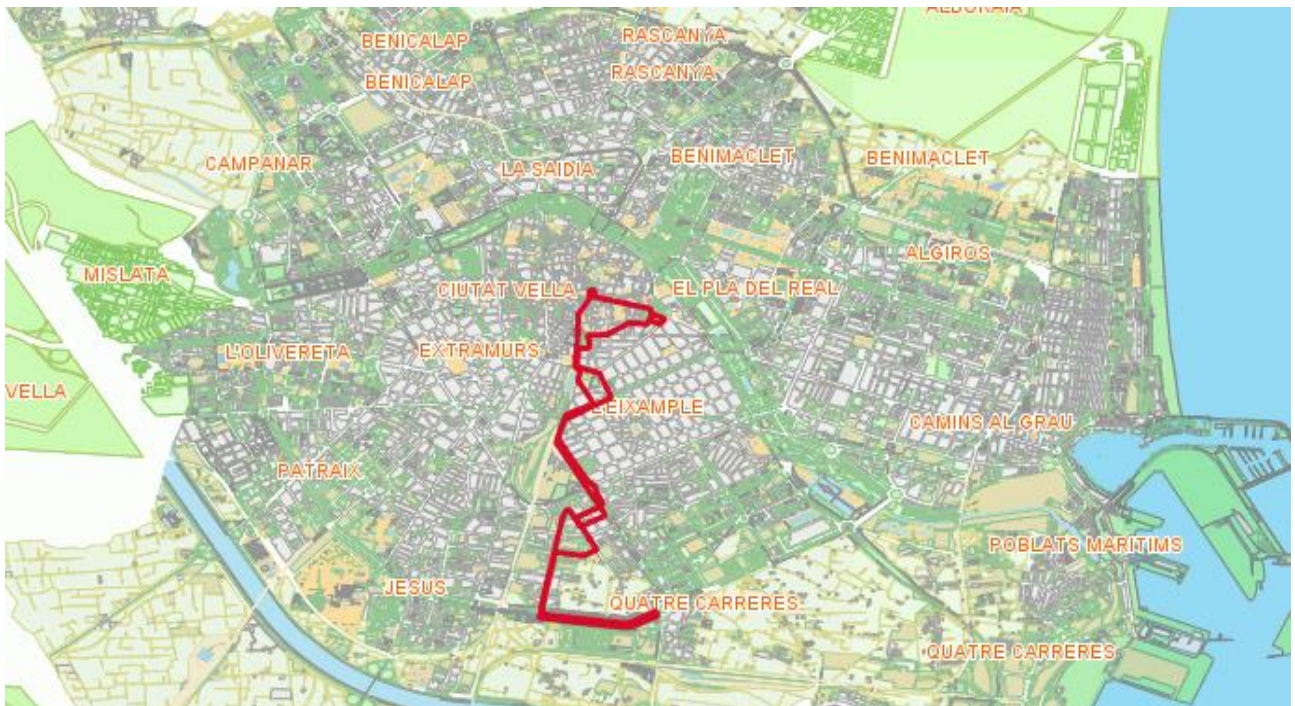 ALBORAIA
BENICALAP
RASCANYA
BENICALAP
RASCANYA
CAMPANAR
LA SAIDIA
BENIMACLET
BENIMACLET
ALGIROS
MISLATA
CIUTAT VELLA
EL PLA DEL REAL
L'OLIVERETA
EXTRAMURS
VELLA
L'EIXAMPLE
CAMINS AL GRAU
PATRAIX
POBLATS MARITIMS
JESUS
QUATRE CARRERES
QUATRE CARRERES